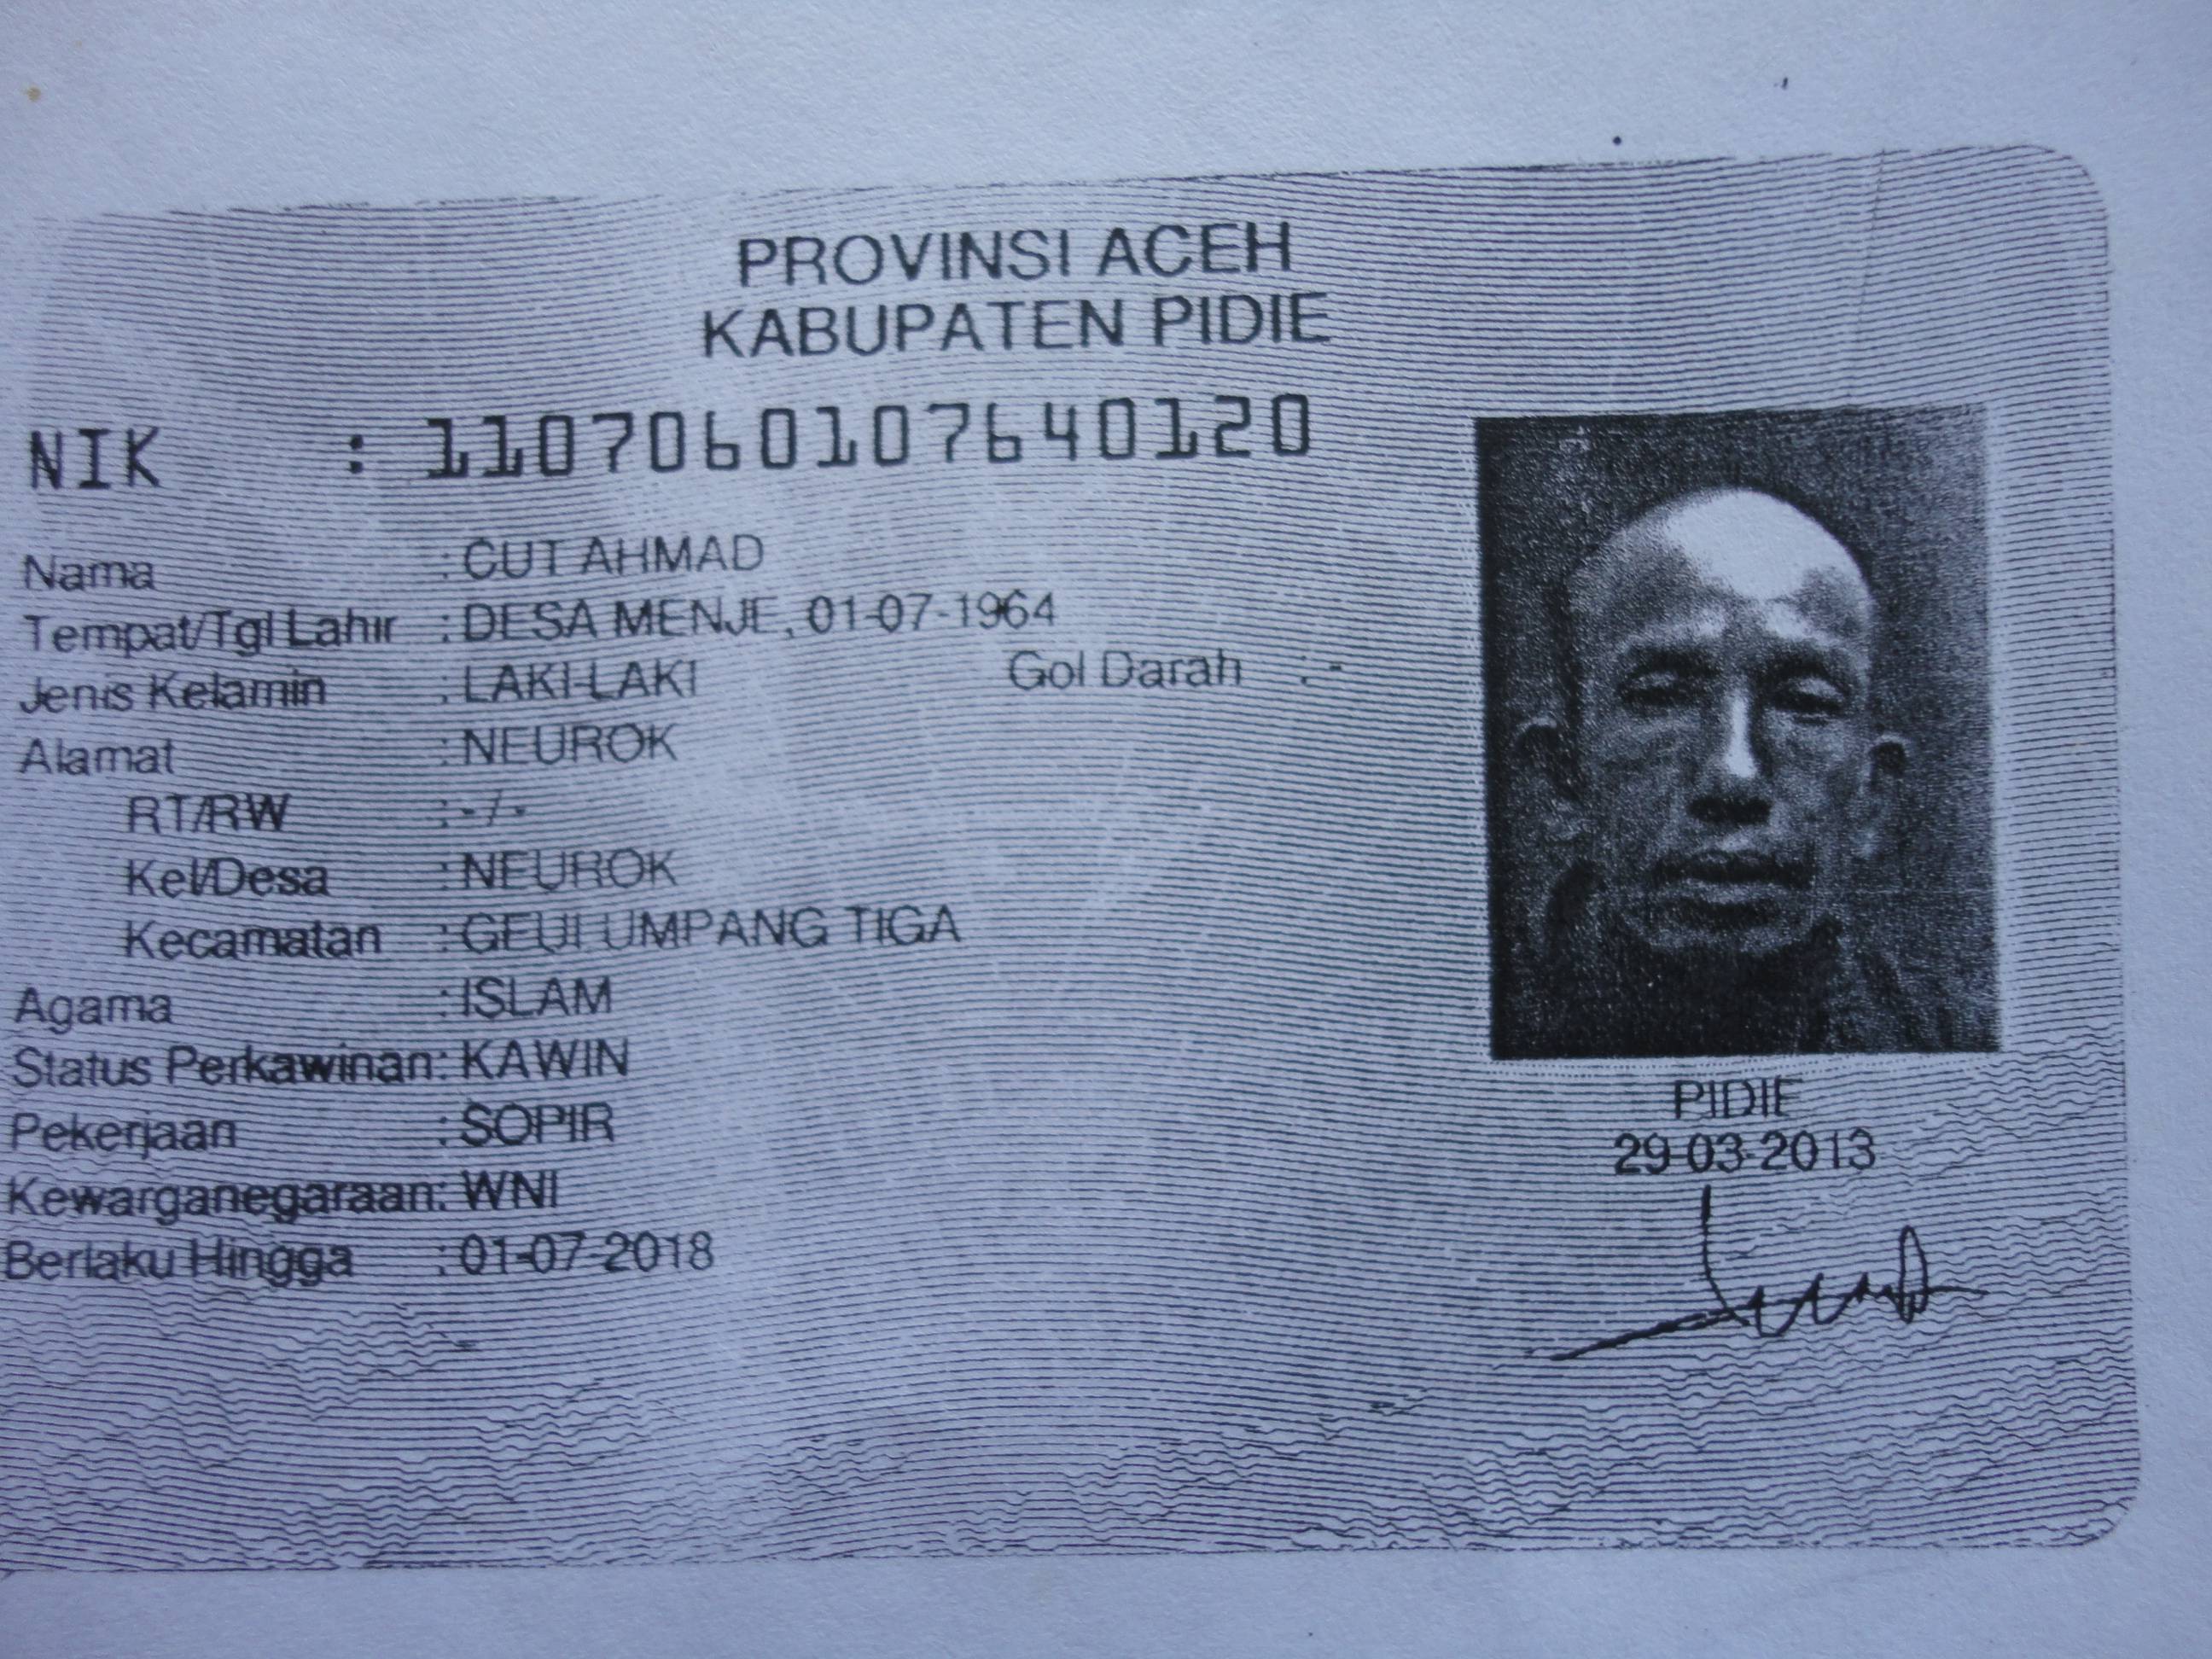 PROVINSI ACEH
KABUPATEN PIDIE
NIK : 1107060107640120
Nama : CUT AHMAD
Tempat/Tgl Lahir : DESA MENJE, 01-07-1964
Jenis Kelamin : LAKI-LAKI Gol Darah : -
Alamat : NEUROK
RT/RW : - / -
Kel/Desa : NEUROK
Kecamatan : GEULUMPANG TIGA
Agama : ISLAM
Status Perkawinan: KAWIN
Pekerjaan : SOPIR
Kewarganegaraan: WNI
Berlaku Hingga : 01-07-2018
PIDIE
29-03-2013